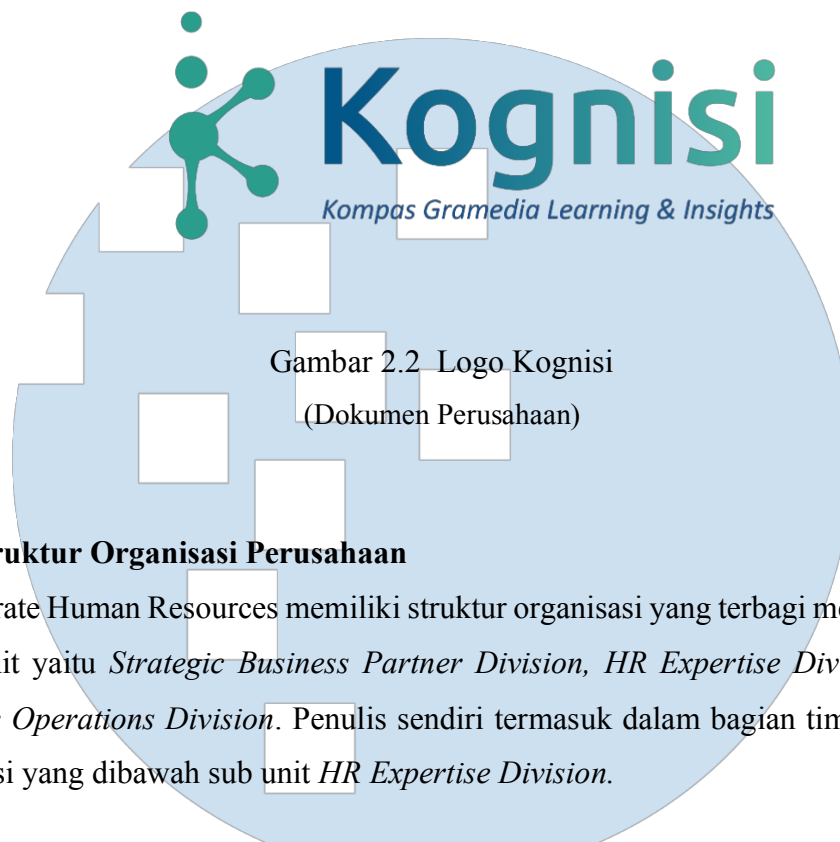 Kognisi
Kompas Gramedia Learning & Insights
Gambar 2.2 Logo Kognisi
(Dokumen Perusahaan)
ruktur Organisasi Perusahaan
rate Human Resources memiliki struktur organisasi yang terbagi me
it yaitu Strategic Business Partner Division, HR Expertise Div
Operations Division. Penulis sendiri termasuk dalam bagian tim
si yang dibawah sub unit HR Expertise Division.